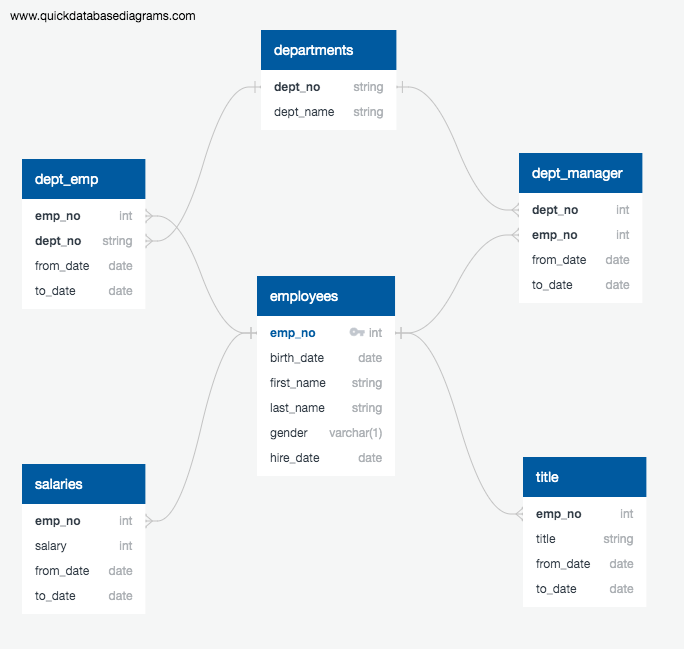 www.quickdatabasediagrams.com
departments
dept_no string
dept_name string
dept_emp
emp_no int
dept_no string
from_date date
to_date date
dept_manager
dept_no int
emp_no int
from_date date
to_date date
employees
emp_no int
birth_date date
first_name string
last_name string
gender varchar(1)
hire_date date
salaries
emp_no int
salary int
from_date date
to_date date
title
emp_no int
title string
from_date date
to_date date